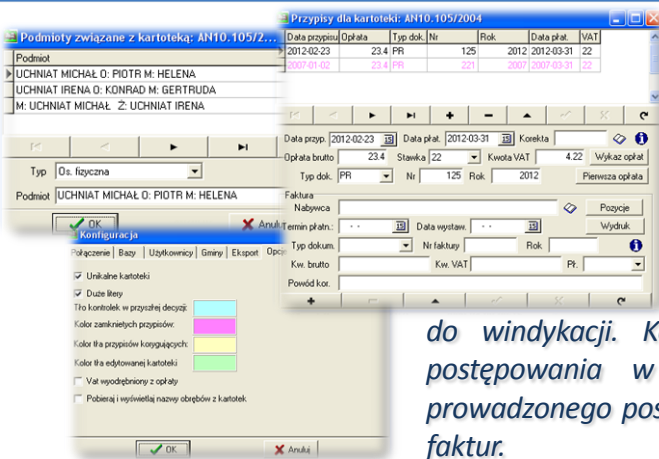 Podmioty związane z kartoteką: AN10.105/2...
Podmiot
UCHNIAT MICHAŁ O: PIOTR M: HELENA
UCHNIAT IRENA O: KONRAD M: GERTRUDA
M: UCHNIAT MICHAŁ Ż: UCHNIAT IRENA
Typ Os. fizyczna
Podmiot UCHNIAT MICHAŁ O: PIOTR M: HELENA
OK Anuluj
Przypisy dla kartoteki: AN10.105/2004
Data przypisu Opłata Typ dok. Nr Rok Data płat. VAT
2012-02-23 23.4 PR 125 2012 2012-03-31 22
2007-01-02 23.4 PR 221 2007 2007-03-31 22
Data przyp. 2012-02-23 15 Data płat. 2012-03-31 15 Korekta
Opłata brutto 23.4 Stawka 22 Kwota VAT 4.22 Wykaz opłat
Typ dok. PR Nr 125 Rok 2012 Pierwsza opłata
Faktura
Nabywca Pozycje
Termin płatn.: - - 15 Data wystaw. - - 15 Wydruk
Typ dokum. Nr faktury Rok
Kw. brutto Kw. VAT Pł.
Powód kor.
Konfiguracja
Połączenie Bazy Użytkownicy Gminy Eksport Opcje
Unikalne kartoteki
Duże litery
Tło kontrolek w przyszłej decyzji:
Kolor zamkniętych przypisów:
Kolor tła przypisów korygujących:
Kolor tła edytowanej kartoteki
Vat wyodrębniony z opłaty
Pobieraj i wyświetlaj nazwy obrębów z kartotek
OK Anuluj
do windykacji.
postępowania w
prowadzonego
faktur.